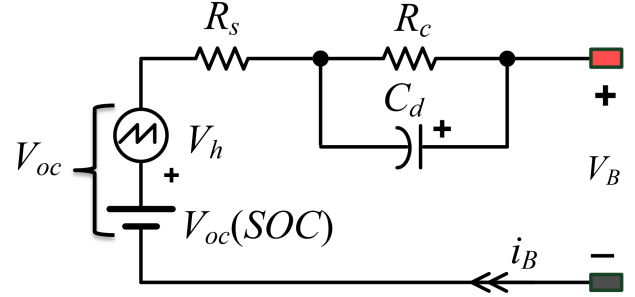 R_s
R_c
C_d
+
+
V_oc
V_h
+
V_B
V_oc(SOC)
i_B
−